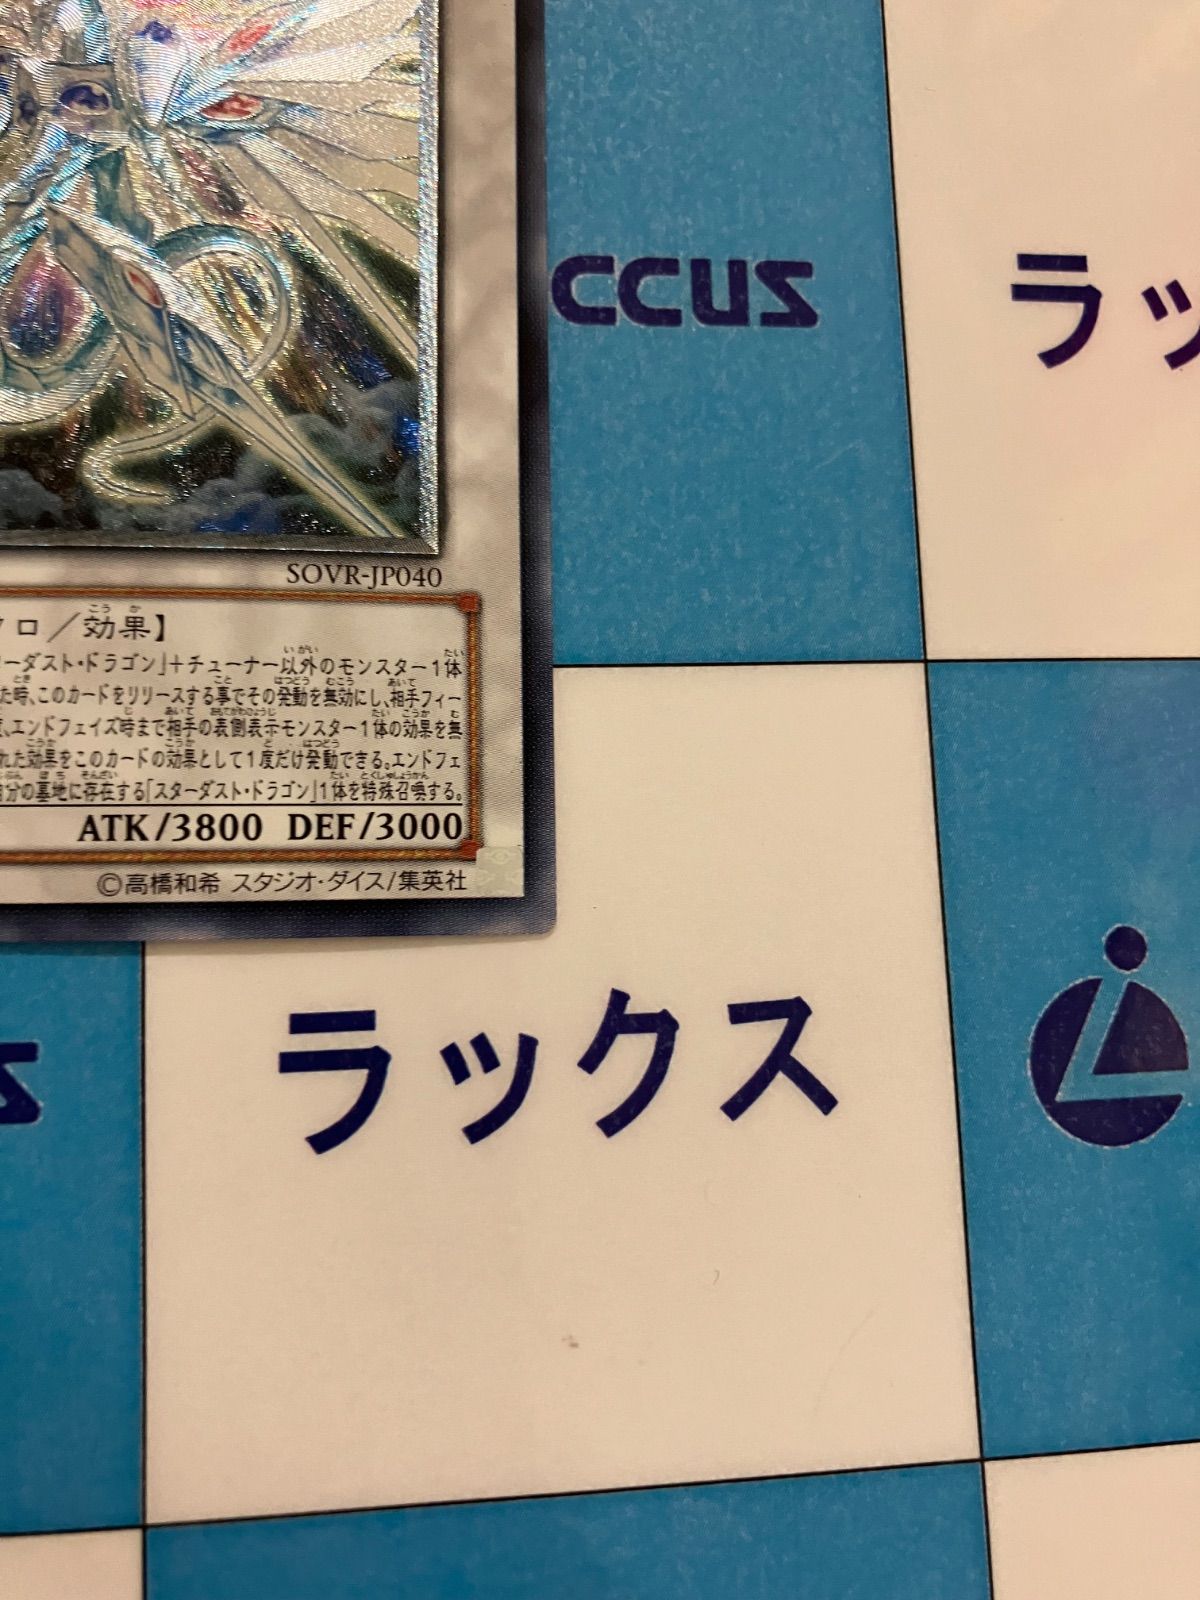 ccus
ラッ
SOVR-JP040
クロ／効果】
ーダスト・ドラゴン」＋チューナー以外のモンスター１体
た時、このカードをリリースする事でその発動を無効にし、相手フィー
、エンドフェイズ時まで相手の表側表示モンスター１体の効果を無
れた効果をこのカードの効果として１度だけ発動できる。エンドフェ
自分の墓地に存在する「スターダスト・ドラゴン」１体を特殊召喚する。
ATK/3800 DEF/3000
©高橋和希 スタジオ・ダイス/集英社
s
ラックス